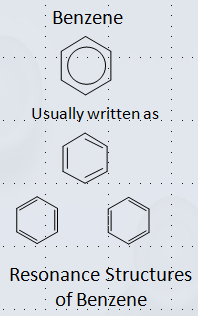 Benzene
Usually written as
Resonance Structures
of Benzene